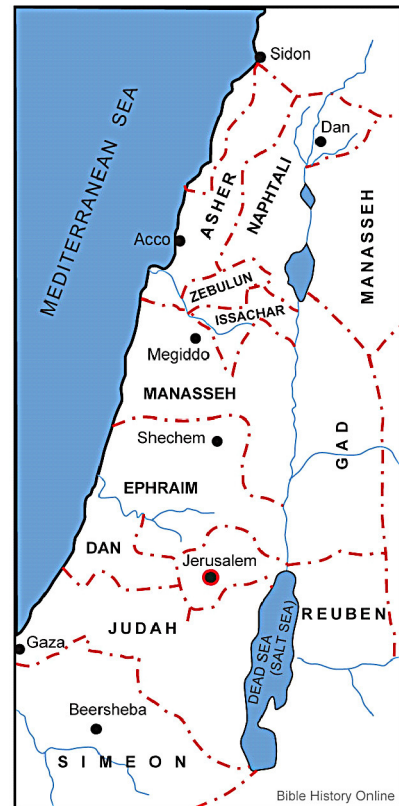 Sidon
MEDITERRANEAN SEA
Dan
ASHER
NAPHTALI
MANASSEH
Acco
ZEBULUN
ISSACHAR
Megiddo
MANASSEH
GAD
Shechem
EPHRAIM
DAN
Jerusalem
REUBEN
JUDAH
DEAD SEA
(SALT SEA)
Gaza
Beersheba
SIMEON
Bible History Online